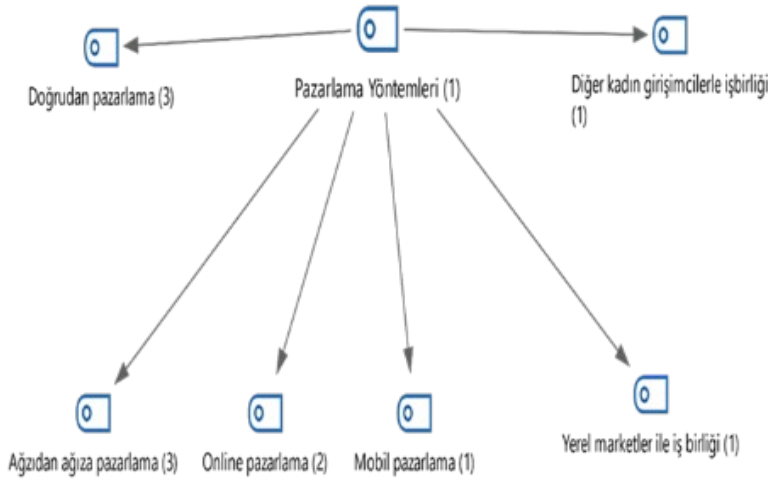 Doğrudan pazarlama (3)
Pazarlama Yöntemleri (1)
Diğer kadın girişimcilerle işbirliği
(1)
Ağzıdan ağıza pazarlama (3)
Online pazarlama (2)
Mobil pazarlama (1)
Yerel marketler ile iş birliği (1)